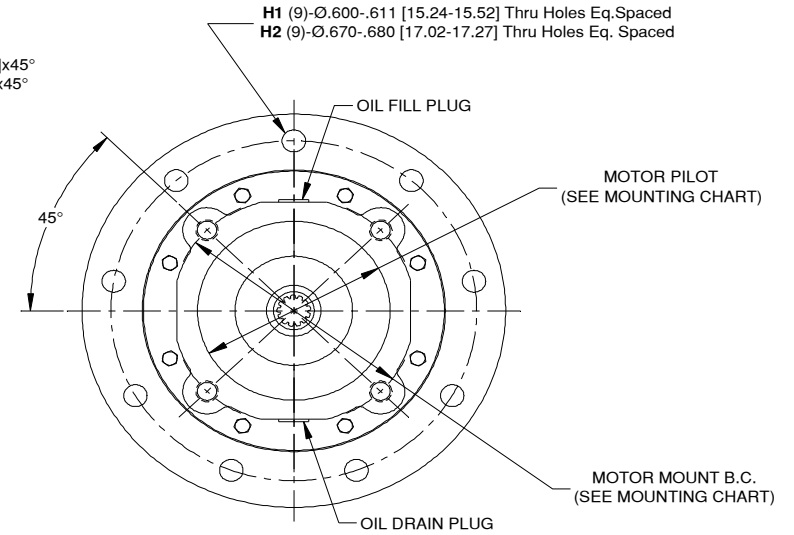 H1 (9)-Ø.600-.611 [15.24-15.52] Thru Holes Eq.Spaced
H2 (9)-Ø.670-.680 [17.02-17.27] Thru Holes Eq. Spaced
]x45°
x45°
OIL FILL PLUG
MOTOR PILOT
(SEE MOUNTING CHART)
45°
MOTOR MOUNT B.C.
(SEE MOUNTING CHART)
OIL DRAIN PLUG